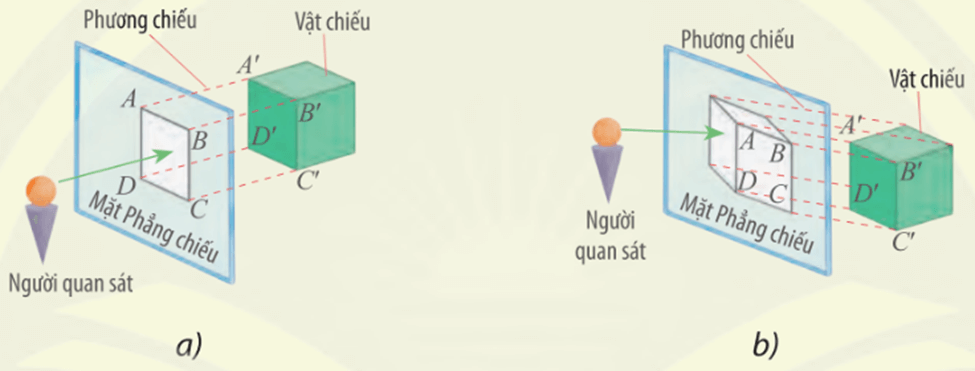 Phương chiếu
Vật chiếu
A'
A
B'
B
D'
D
C'
C
Mặt Phẳng chiếu
Người quan sát
a)
Phương chiếu
Vật chiếu
A'
A
B
B'
D
C
D'
C'
Mặt Phẳng chiếu
Người
quan sát
b)